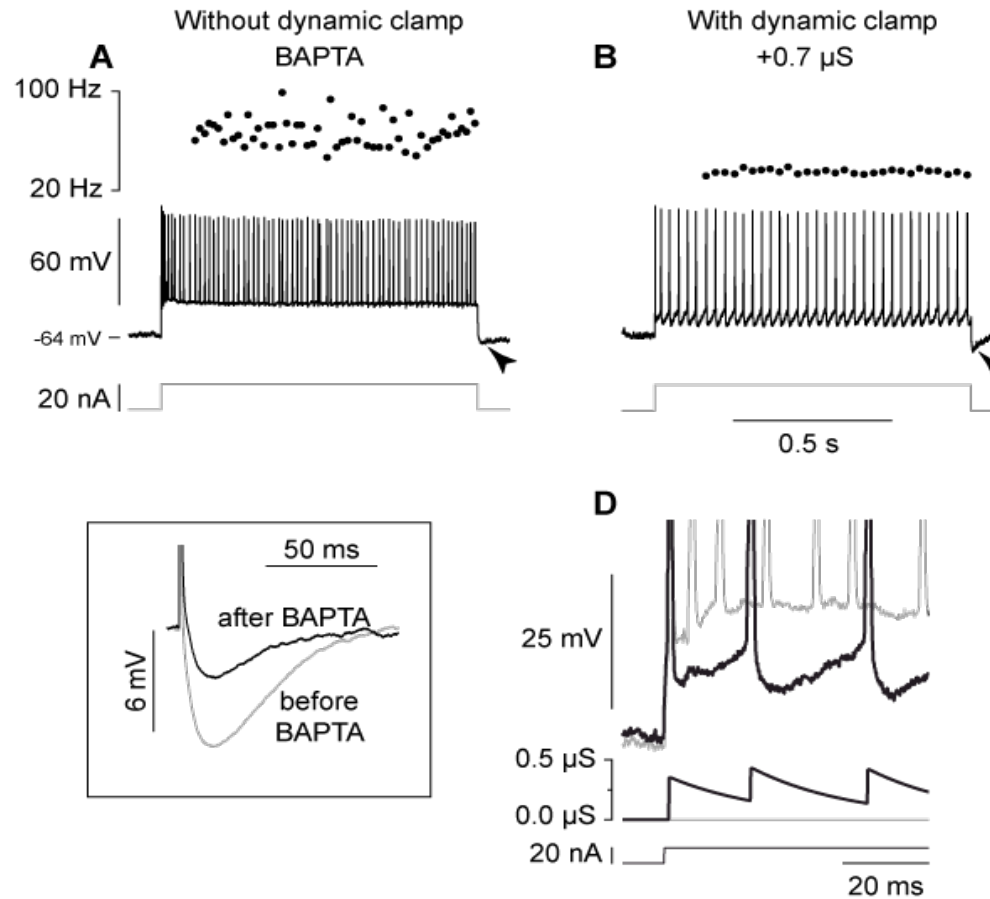 Without dynamic clamp
A BAPTA
100 Hz
20 Hz
60 mV
-64 mV
20 nA
With dynamic clamp
B +0.7 µS
0.5 s
50 ms
after BAPTA
6 mV
before
BAPTA
D
25 mV
0.5 µS
0.0 µS
20 nA
20 ms